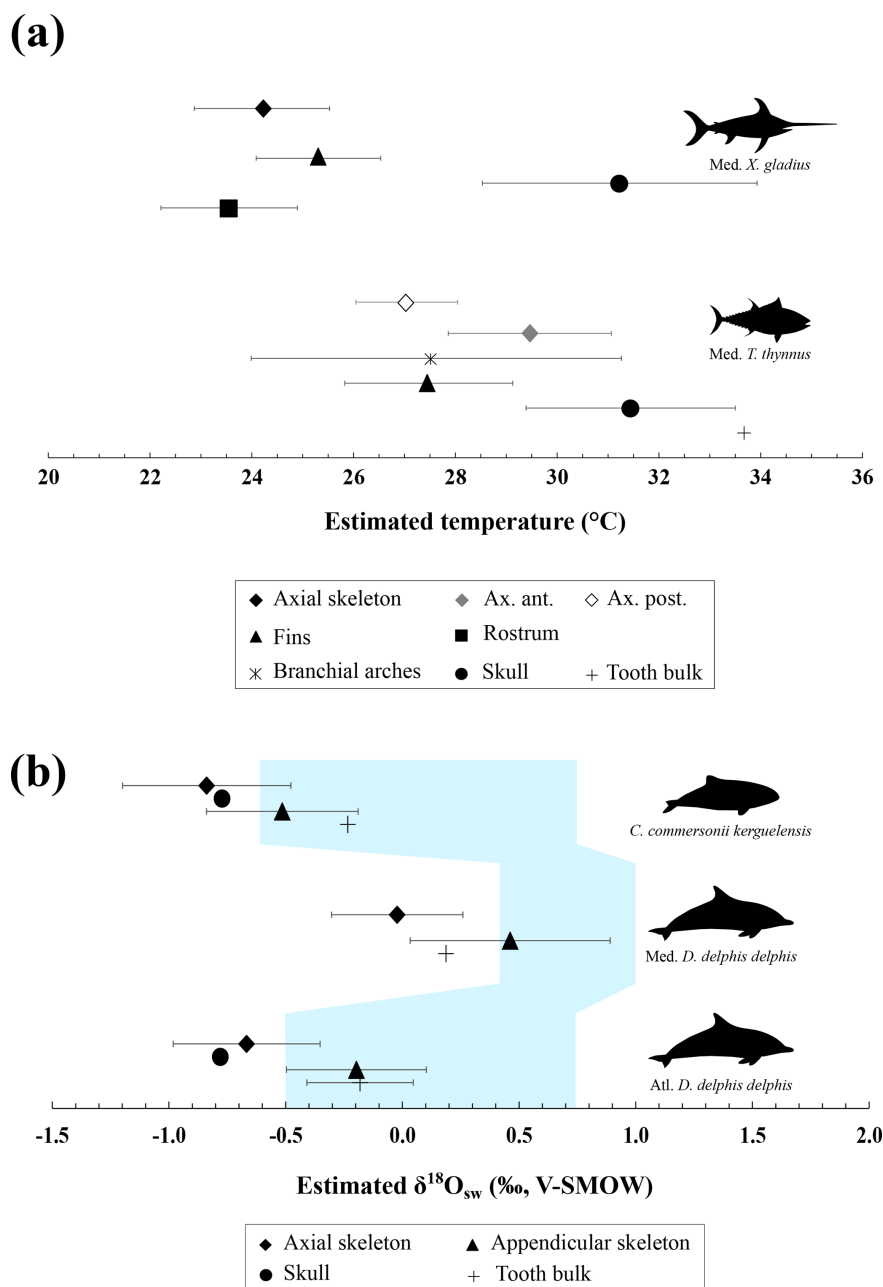 (a)
Med. X. gladius
Med. T. thynnus
20 22 24 26 28 30 32 34 36
Estimated temperature (°C)
Axial skeleton Ax. ant. Ax. post.
Fins Rostrum
Branchial arches Skull Tooth bulk
(b)
C. commersonii kerguelensis
Med. D. delphis delphis
Atl. D. delphis delphis
-1.5 -1.0 -0.5 0.0 0.5 1.0 1.5 2.0
Estimated δ¹⁸Osw (‰, V-SMOW)
Axial skeleton Appendicular skeleton
Skull Tooth bulk